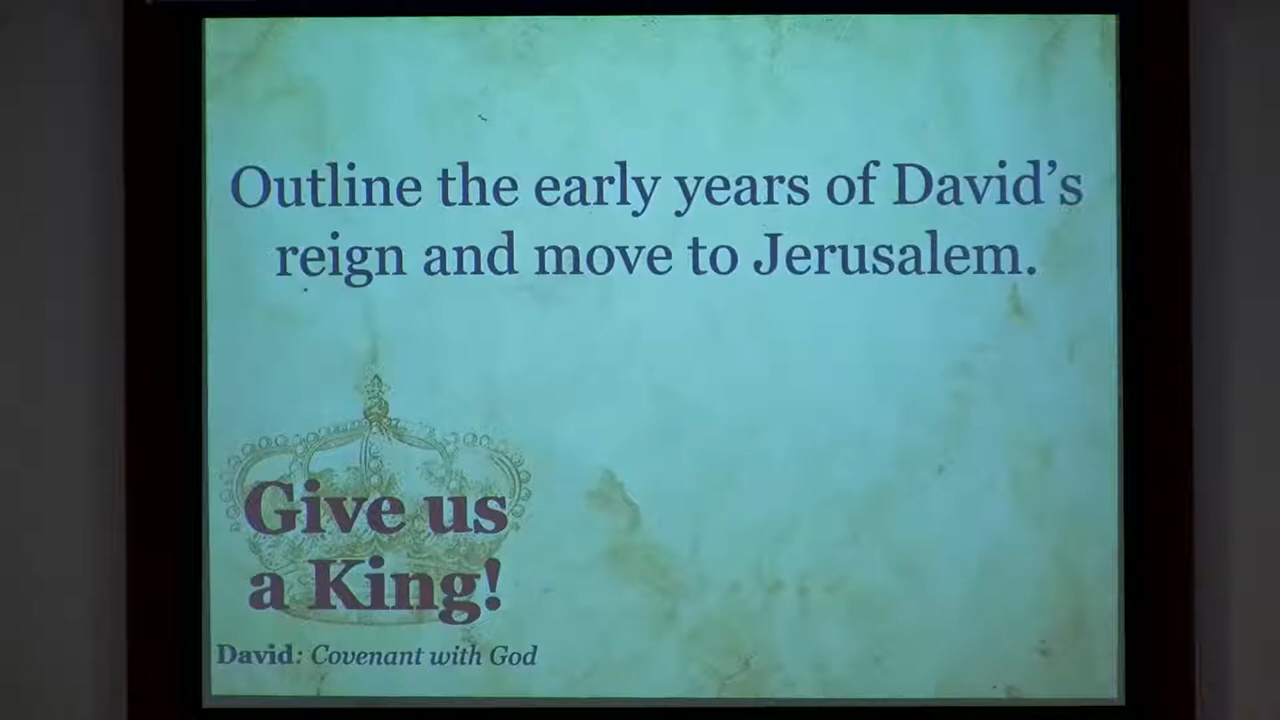 Outline the early years of David’s
reign and move to Jerusalem.
Give us
a King!
David: Covenant with God